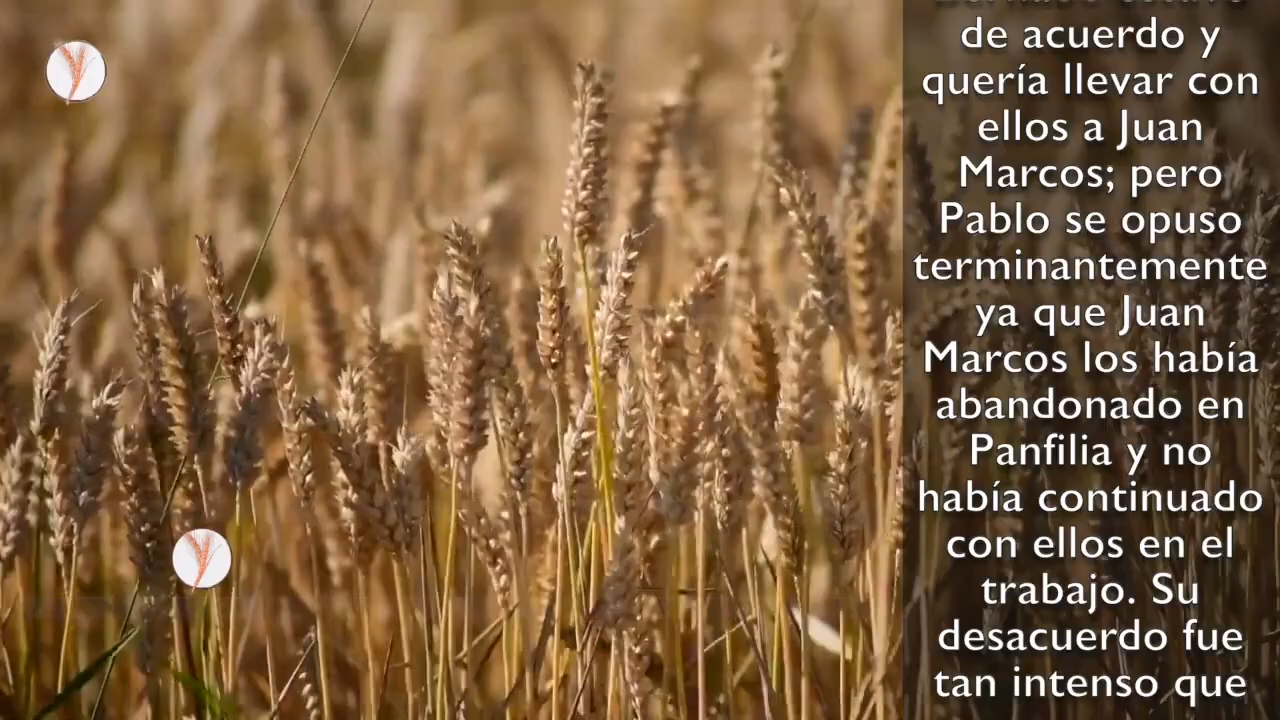 de acuerdo y
quería llevar con
ellos a Juan
Marcos; pero
Pablo se opuso
terminantemente
ya que Juan
Marcos los había
abandonado en
Panfilia y no
había continuado
con ellos en el
trabajo. Su
desacuerdo fue
tan intenso que